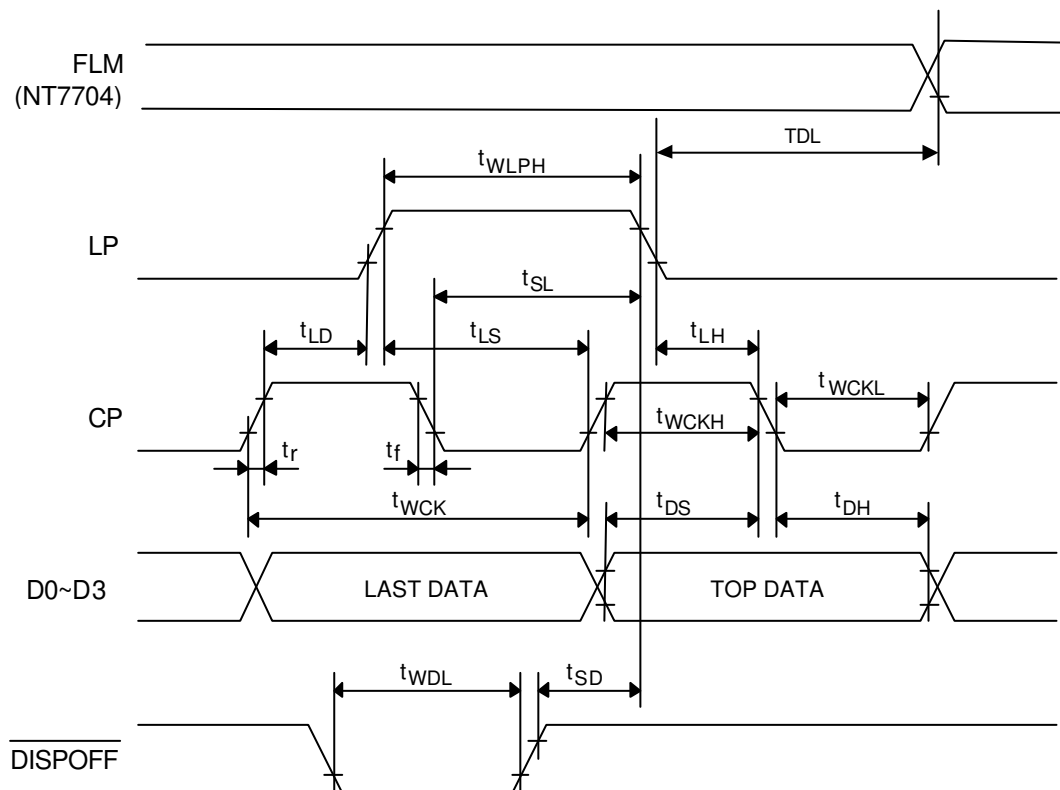 FLM
(NT7704)
TDL
tWLPH
LP
tSL
tLD
tLS
tLH
CP
tWCKL
tWCKH
tr
tf
tWCK
tDS
tDH
D0~D3
LAST DATA
TOP DATA
tWDL
tSD
DISPOFF